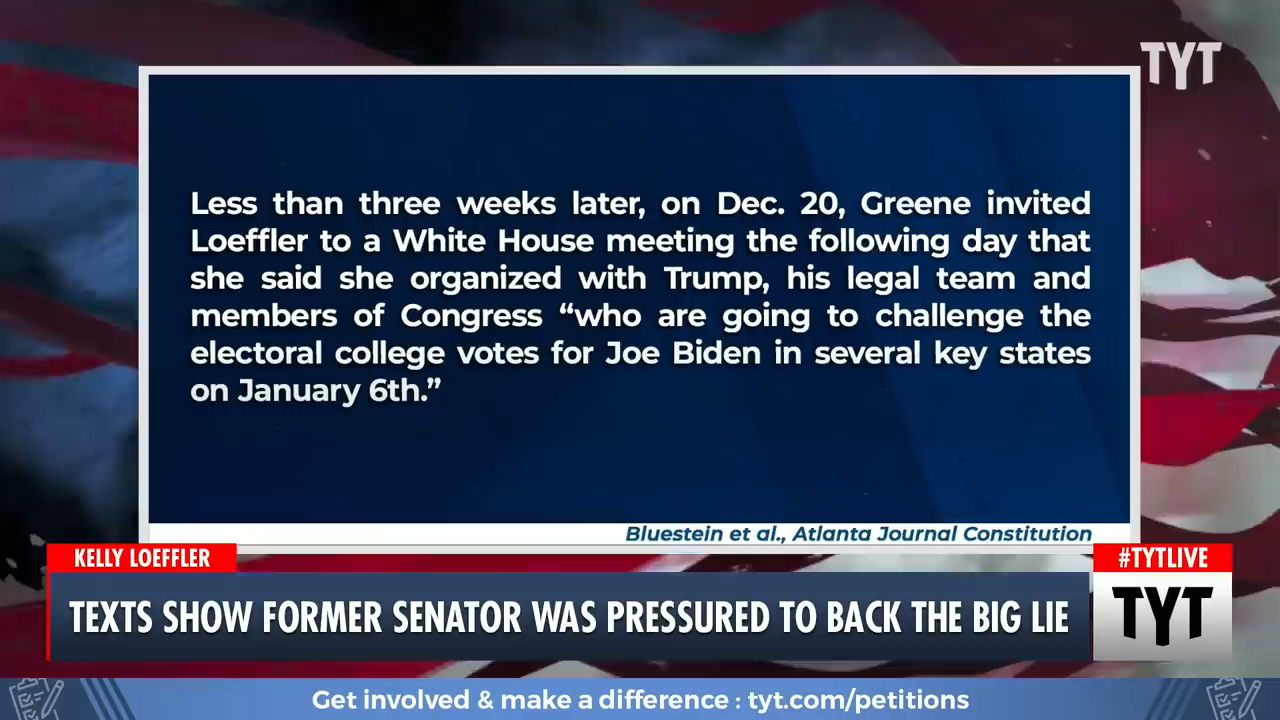 TYT
Less than three weeks later, on Dec. 20, Greene invited
Loeffler to a White House meeting the following day that
she said she organized with Trump, his legal team and
members of Congress “who are going to challenge the
electoral college votes for Joe Biden in several key states
on January 6th.”
Bluestein et al., Atlanta Journal Constitution
KELLY LOEFFLER
#TYTLIVE
TEXTS SHOW FORMER SENATOR WAS PRESSURED TO BACK THE BIG LIE
TYT
Get involved & make a difference : tyt.com/petitions